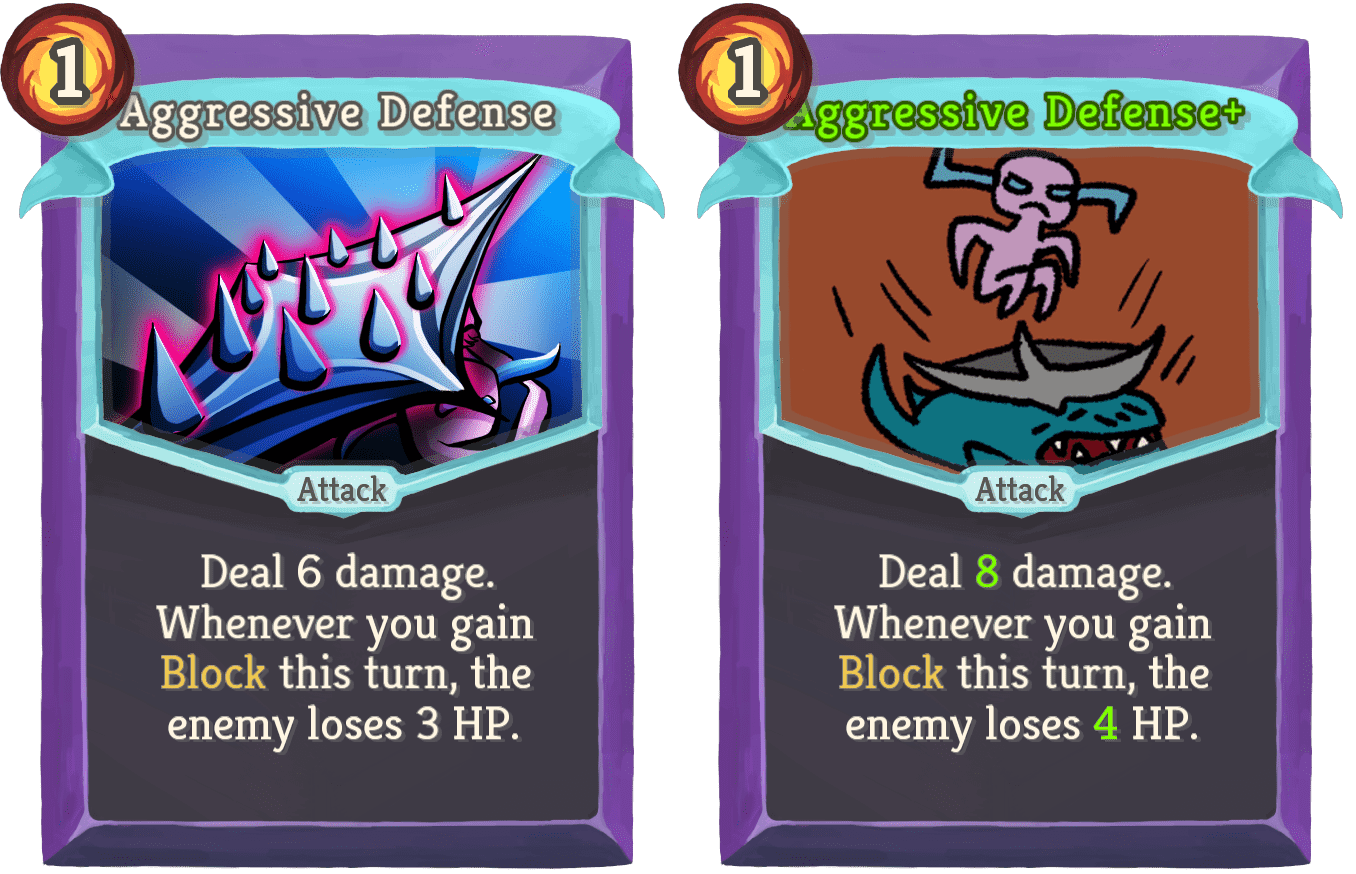 1
Aggressive Defense
Attack
Deal 6 damage.
Whenever you gain
Block this turn, the
enemy loses 3 HP.
1
Aggressive Defense+
Attack
Deal 8 damage.
Whenever you gain
Block this turn, the
enemy loses 4 HP.